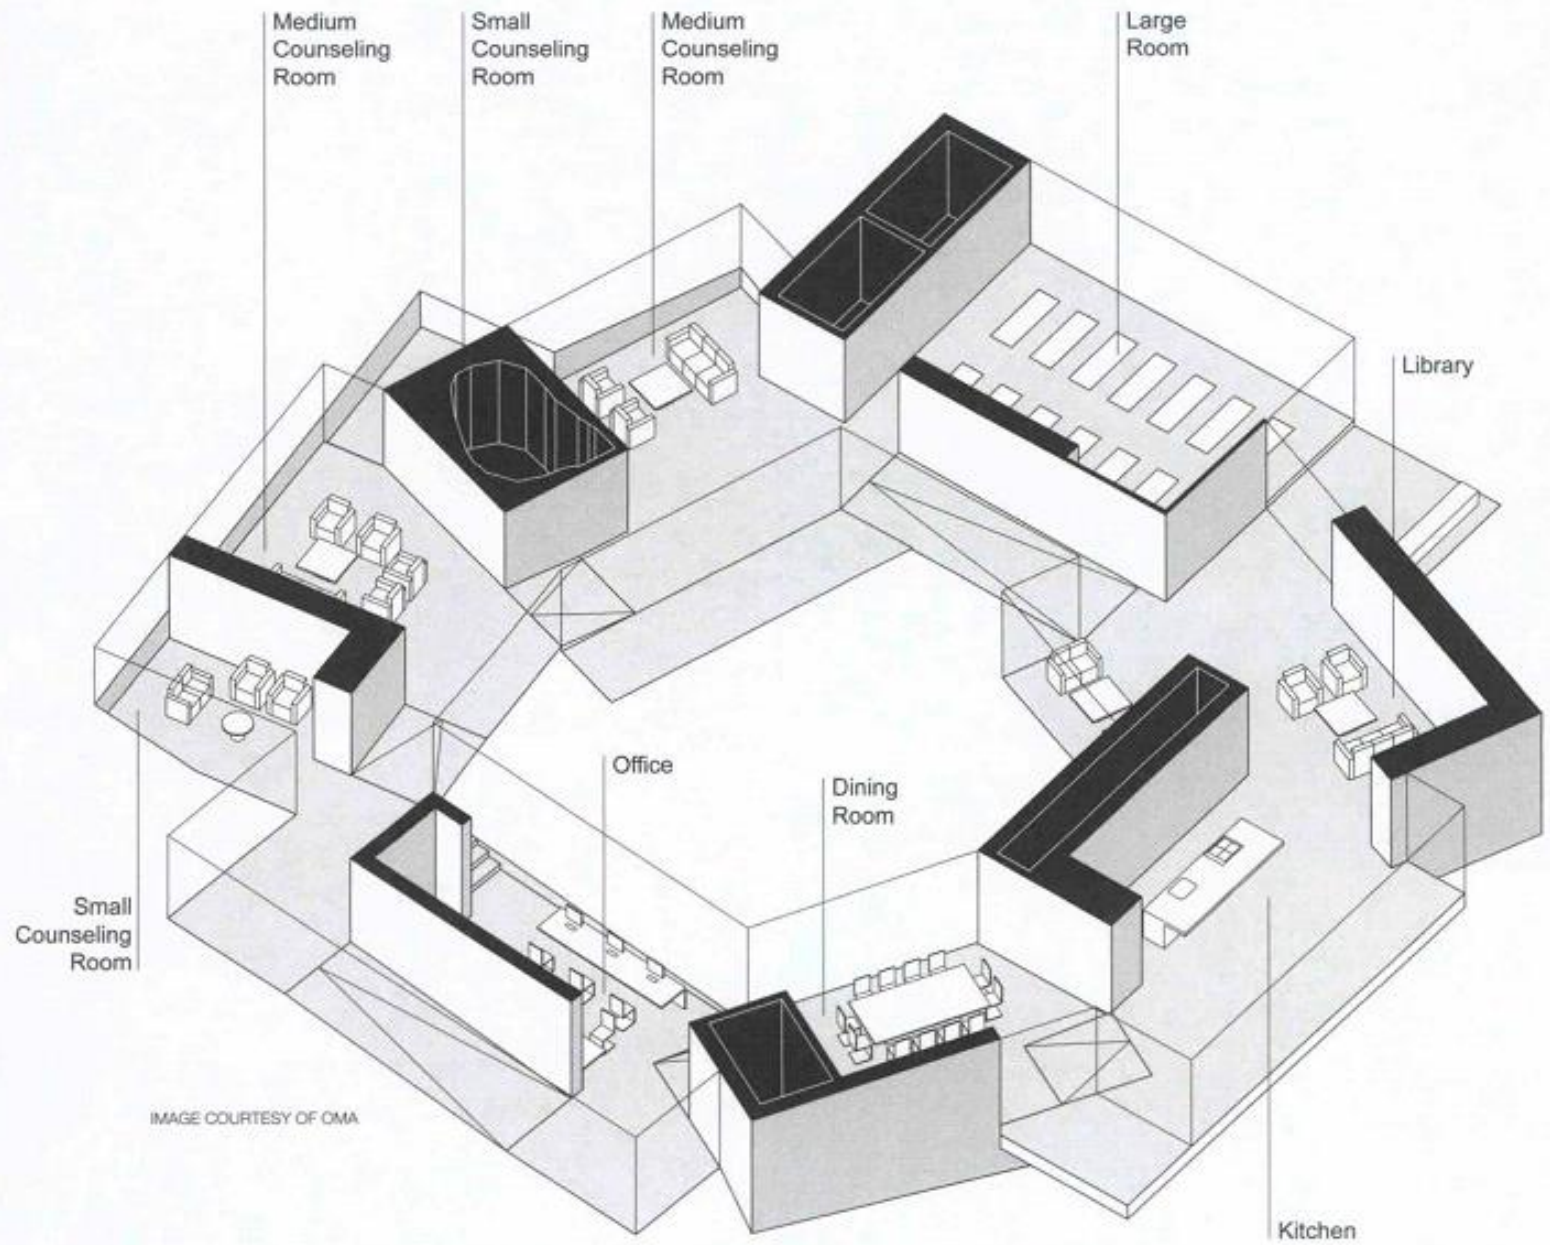 Medium
Counseling
Room
Small
Counseling
Room
Medium
Counseling
Room
Large
Room
Library
Office
Dining
Room
Small
Counseling
Room
IMAGE COURTESY OF OMA
Kitchen